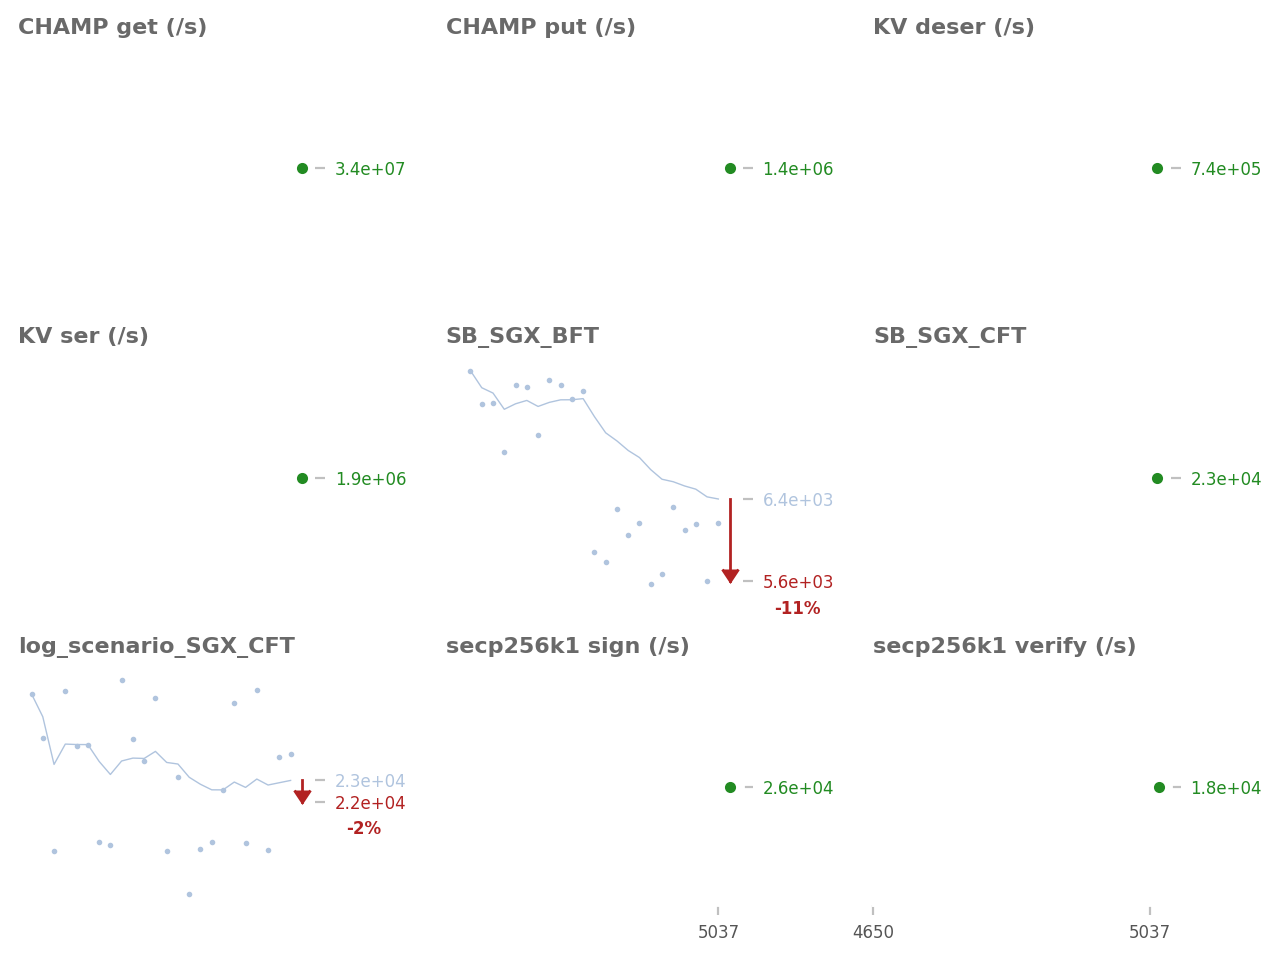 CHAMP get (/s)
CHAMP put (/s)
KV deser (/s)
3.4e+07
1.4e+06
7.4e+05
KV ser (/s)
SB_SGX_BFT
SB_SGX_CFT
1.9e+06
6.4e+03
5.6e+03
-11%
2.3e+04
log_scenario_SGX_CFT
secp256k1 sign (/s)
secp256k1 verify (/s)
2.3e+04
2.2e+04
-2%
2.6e+04
1.8e+04
5037
4650
5037